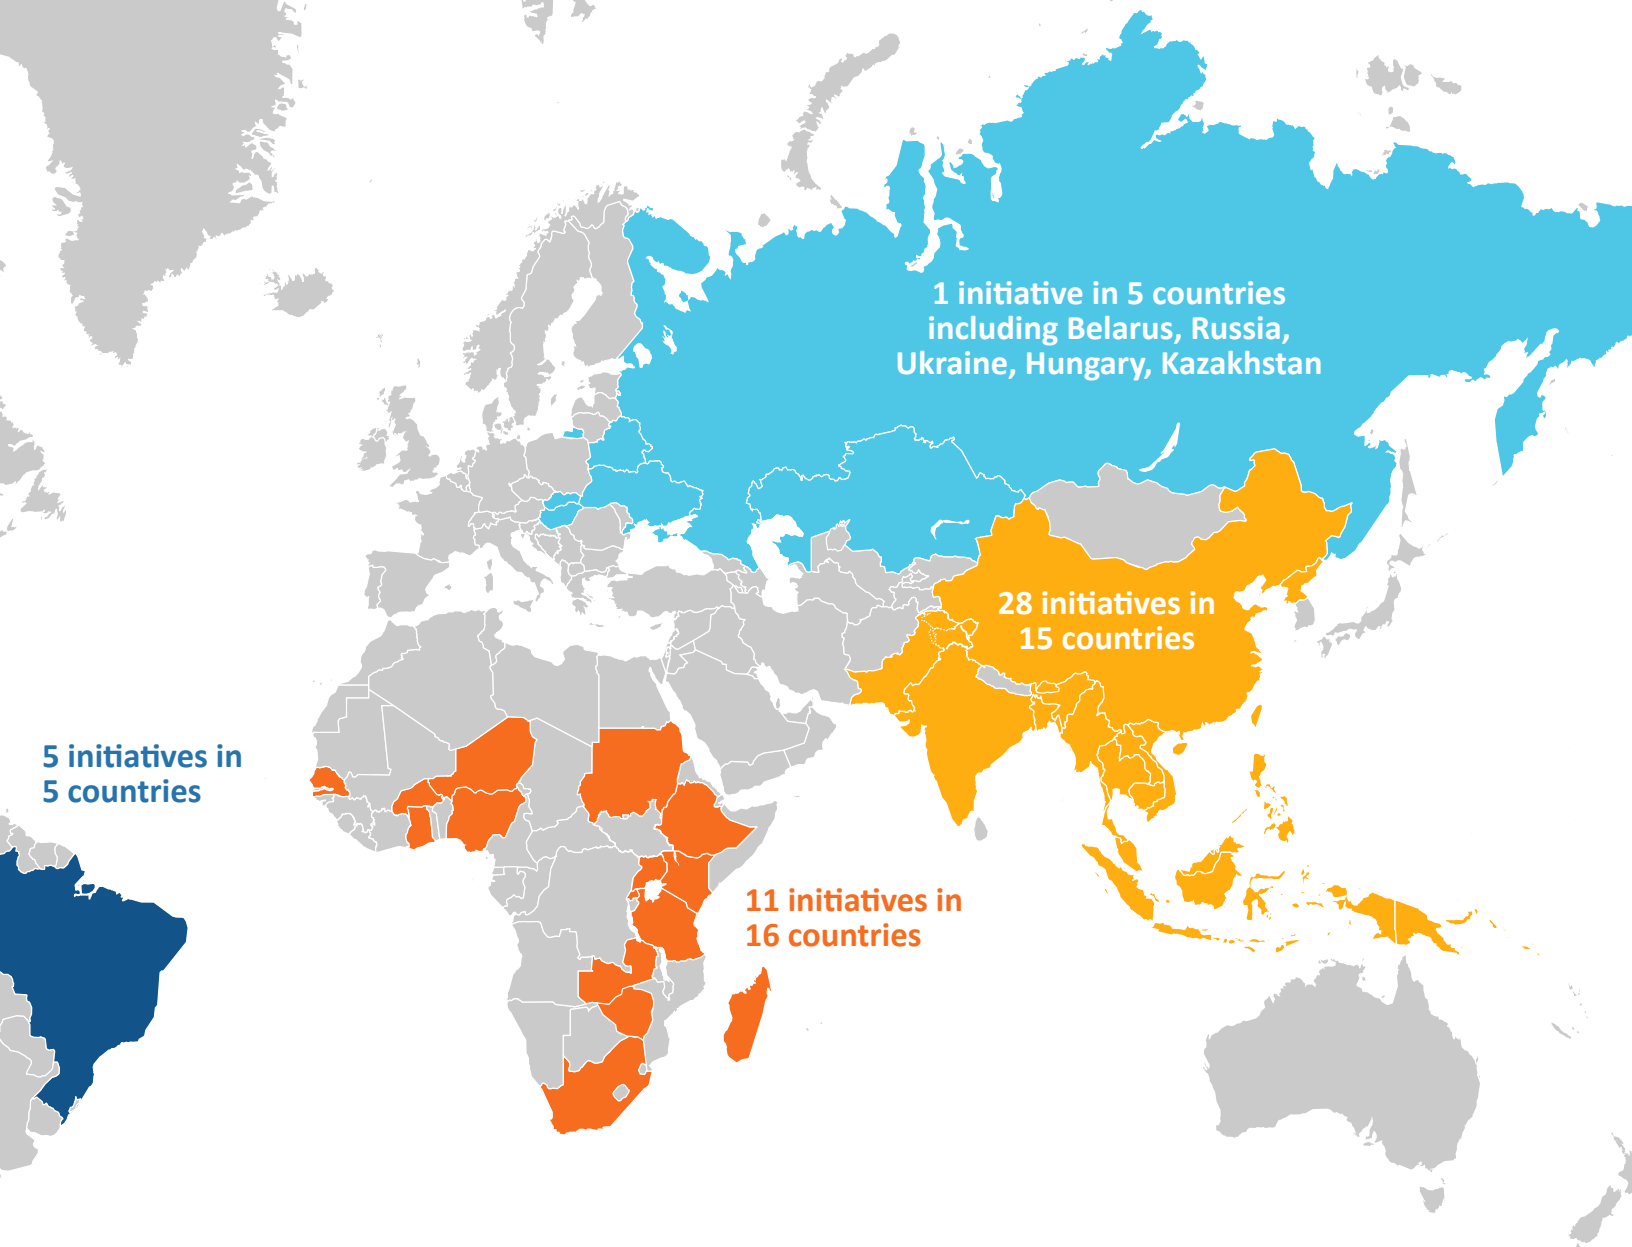 1 initiative in 5 countries
including Belarus, Russia,
Ukraine, Hungary, Kazakhstan
28 initiatives in
15 countries
5 initiatives in
5 countries
11 initiatives in
16 countries